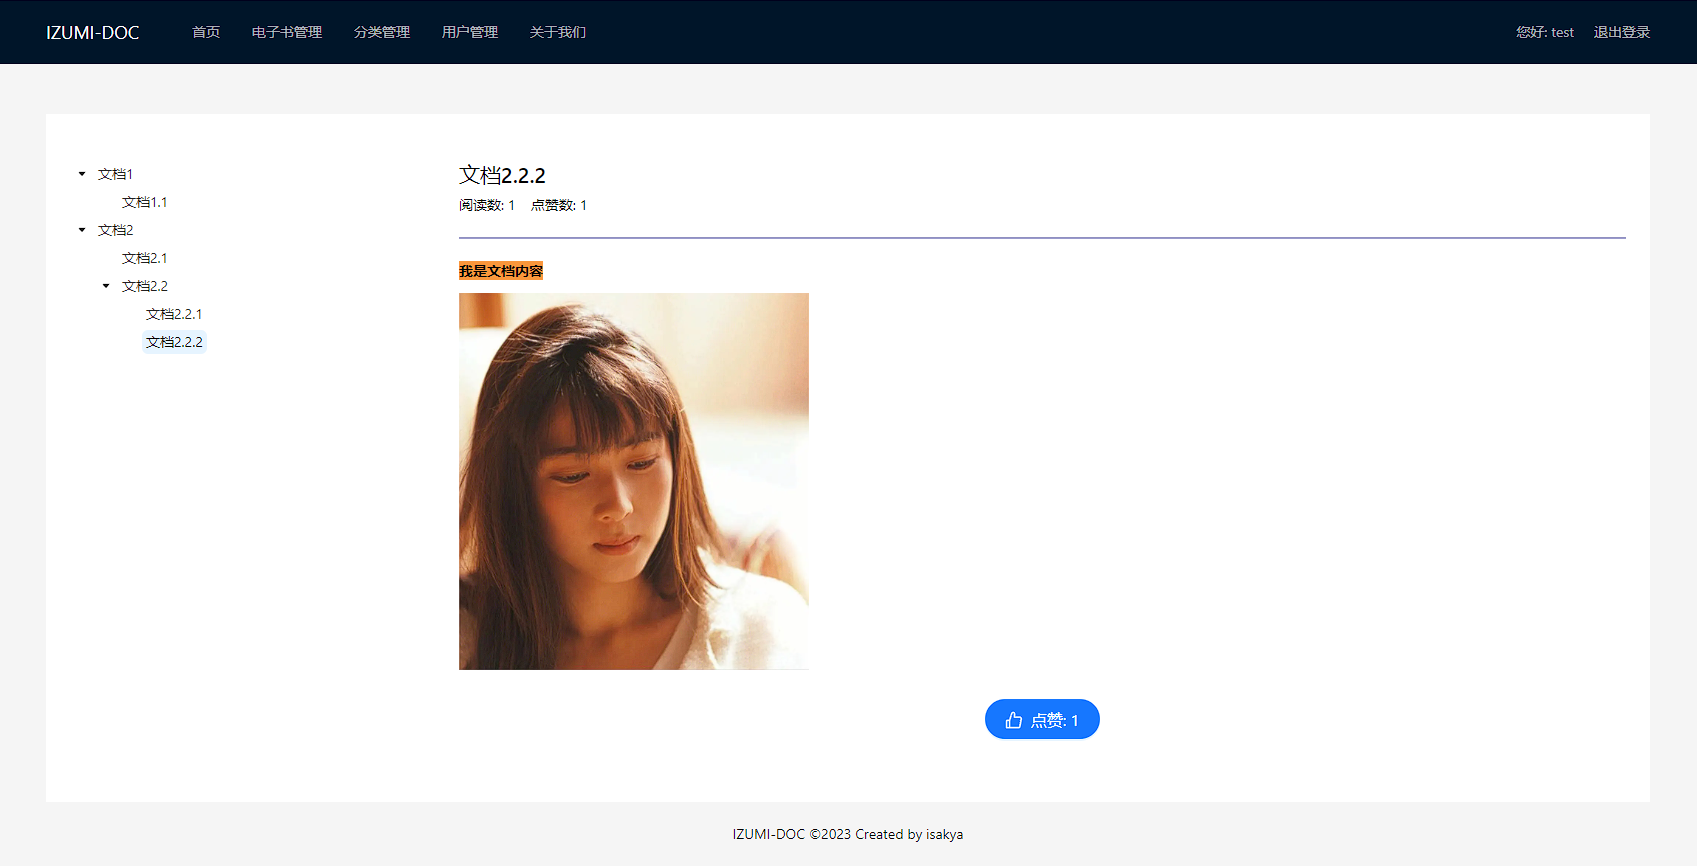 IZUMI-DOC 首页 电子书管理 分类管理 用户管理 关于我们 您好: test 退出登录
文档1
文档1.1
文档2
文档2.1
文档2.2
文档2.2.1
文档2.2.2
文档2.2.2
阅读数: 1 点赞数: 1
我是文档内容
点赞: 1
IZUMI-DOC ©2023 Created by isakya